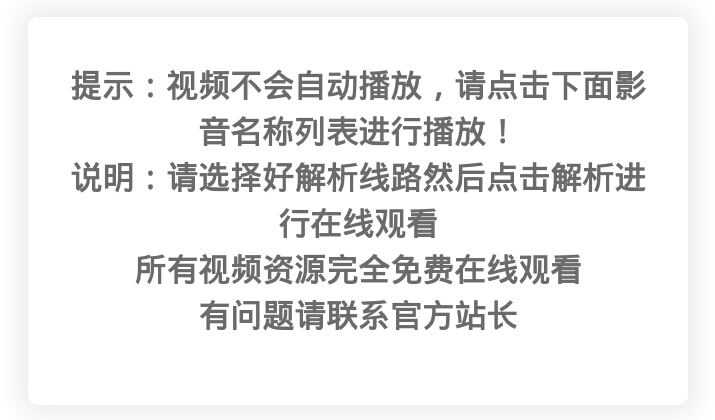 提示：视频不会自动播放，请点击下面影
音名称列表进行播放！
说明：请选择好解析线路然后点击解析进
行在线观看
所有视频资源完全免费在线观看
有问题请联系官方站长